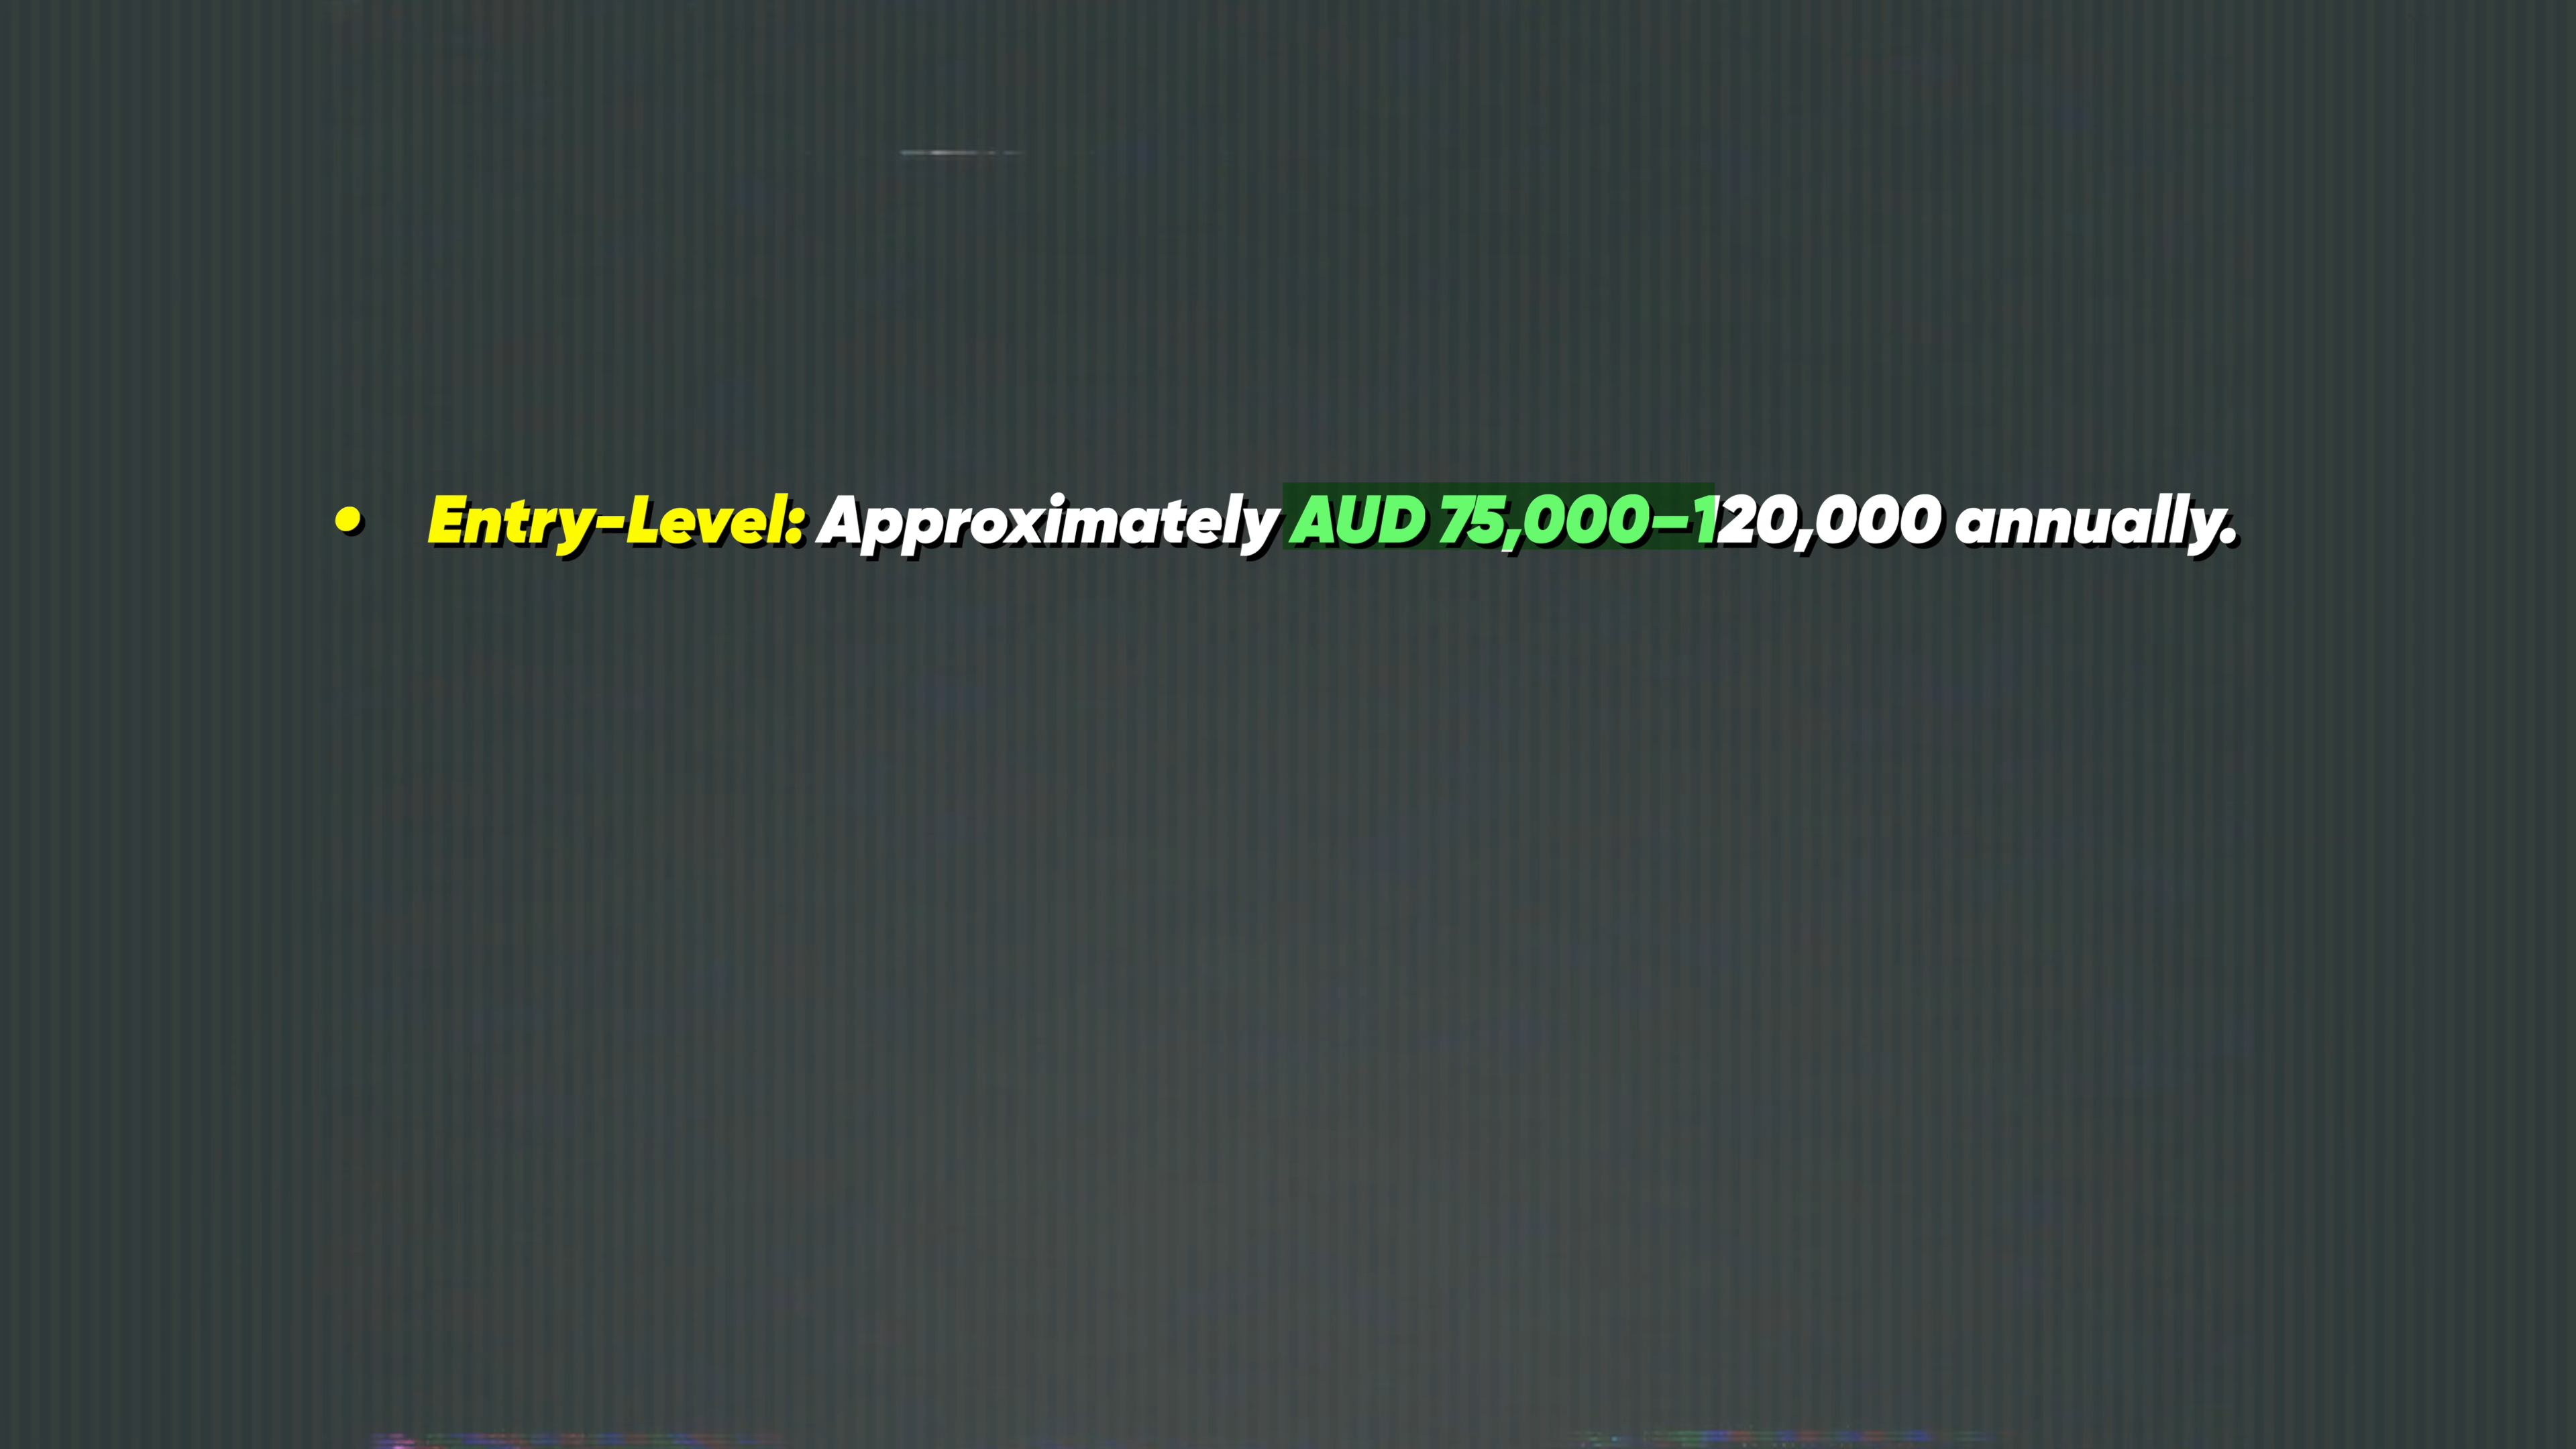 • Entry-Level: Approximately AUD 75,000–120,000 annually.